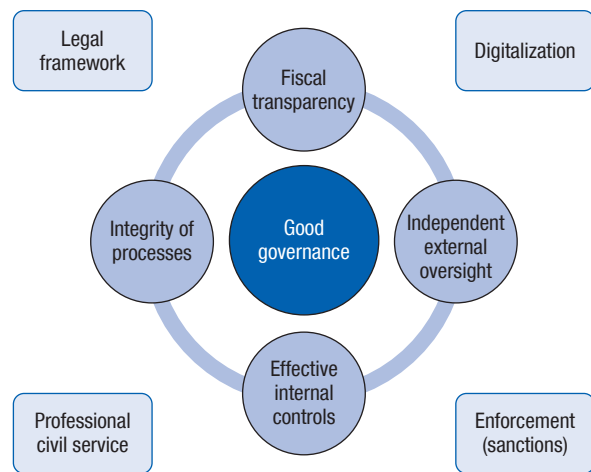 Legal
framework
Digitalization
Fiscal
transparency
Integrity of
processes
Good
governance
Independent
external
oversight
Effective
internal
controls
Professional
civil service
Enforcement
(sanctions)